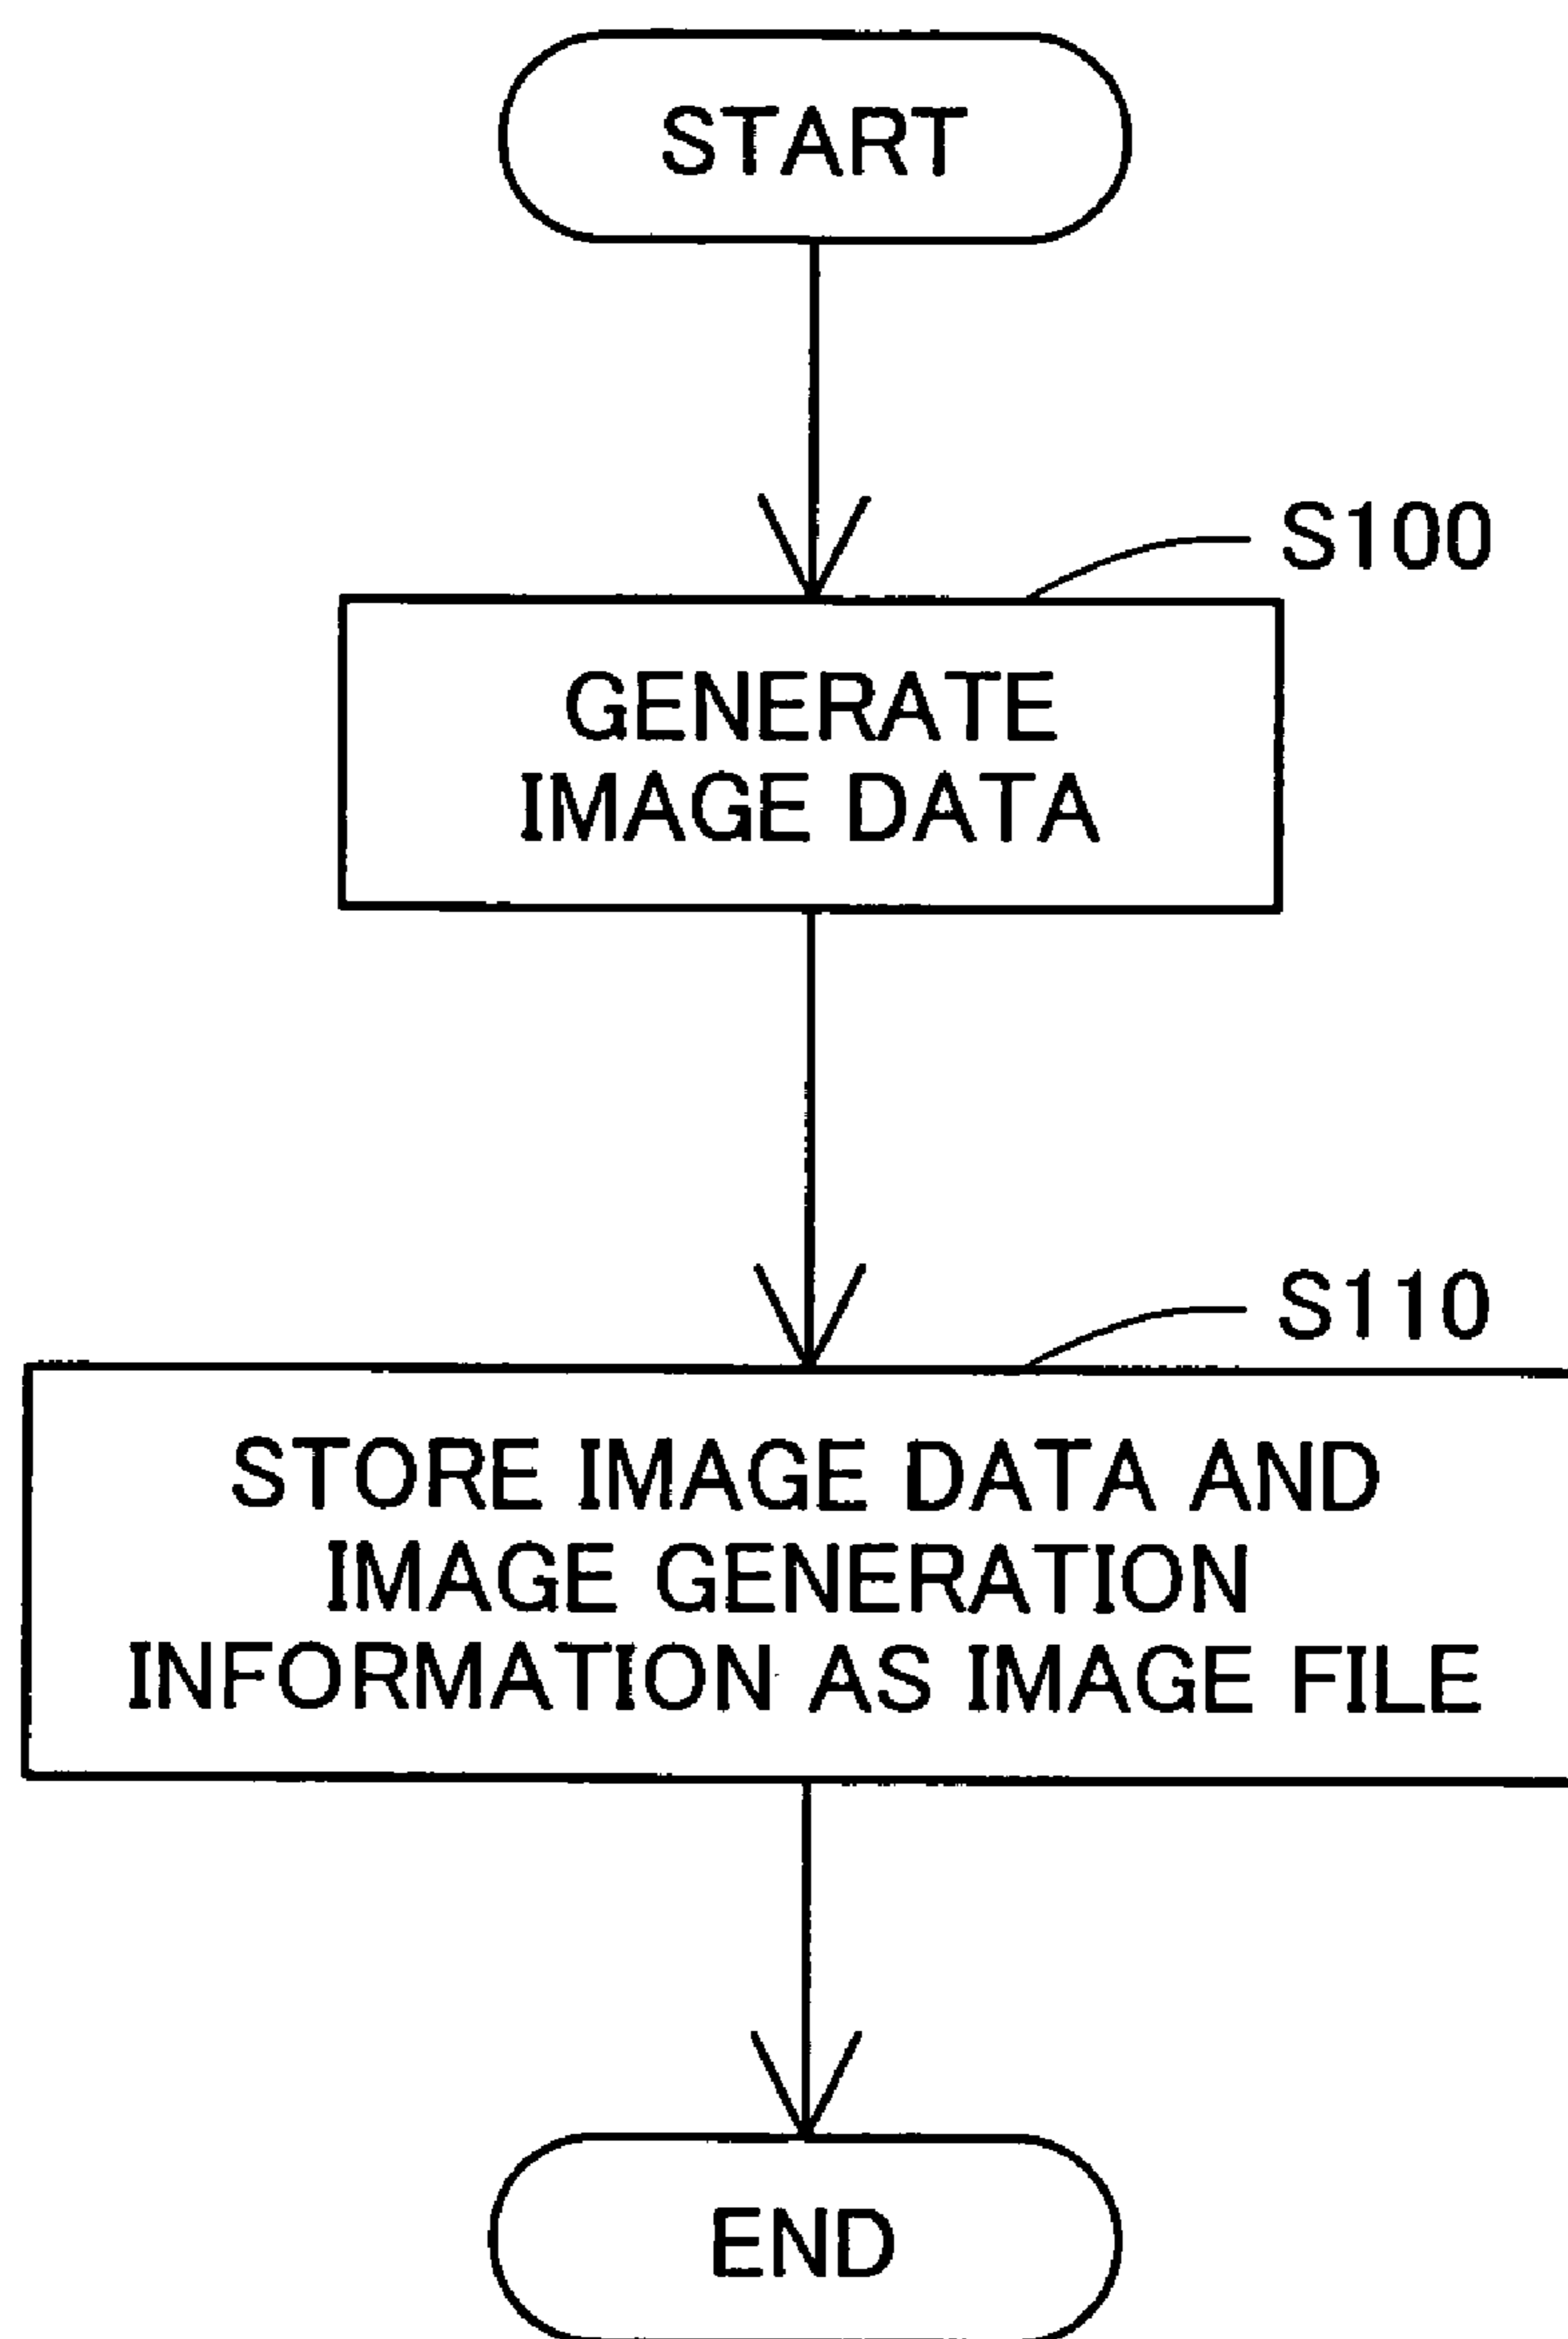 START
S100
GENERATE
IMAGE DATA
S110
STORE IMAGE DATA AND
IMAGE GENERATION
INFORMATION AS IMAGE FILE
END